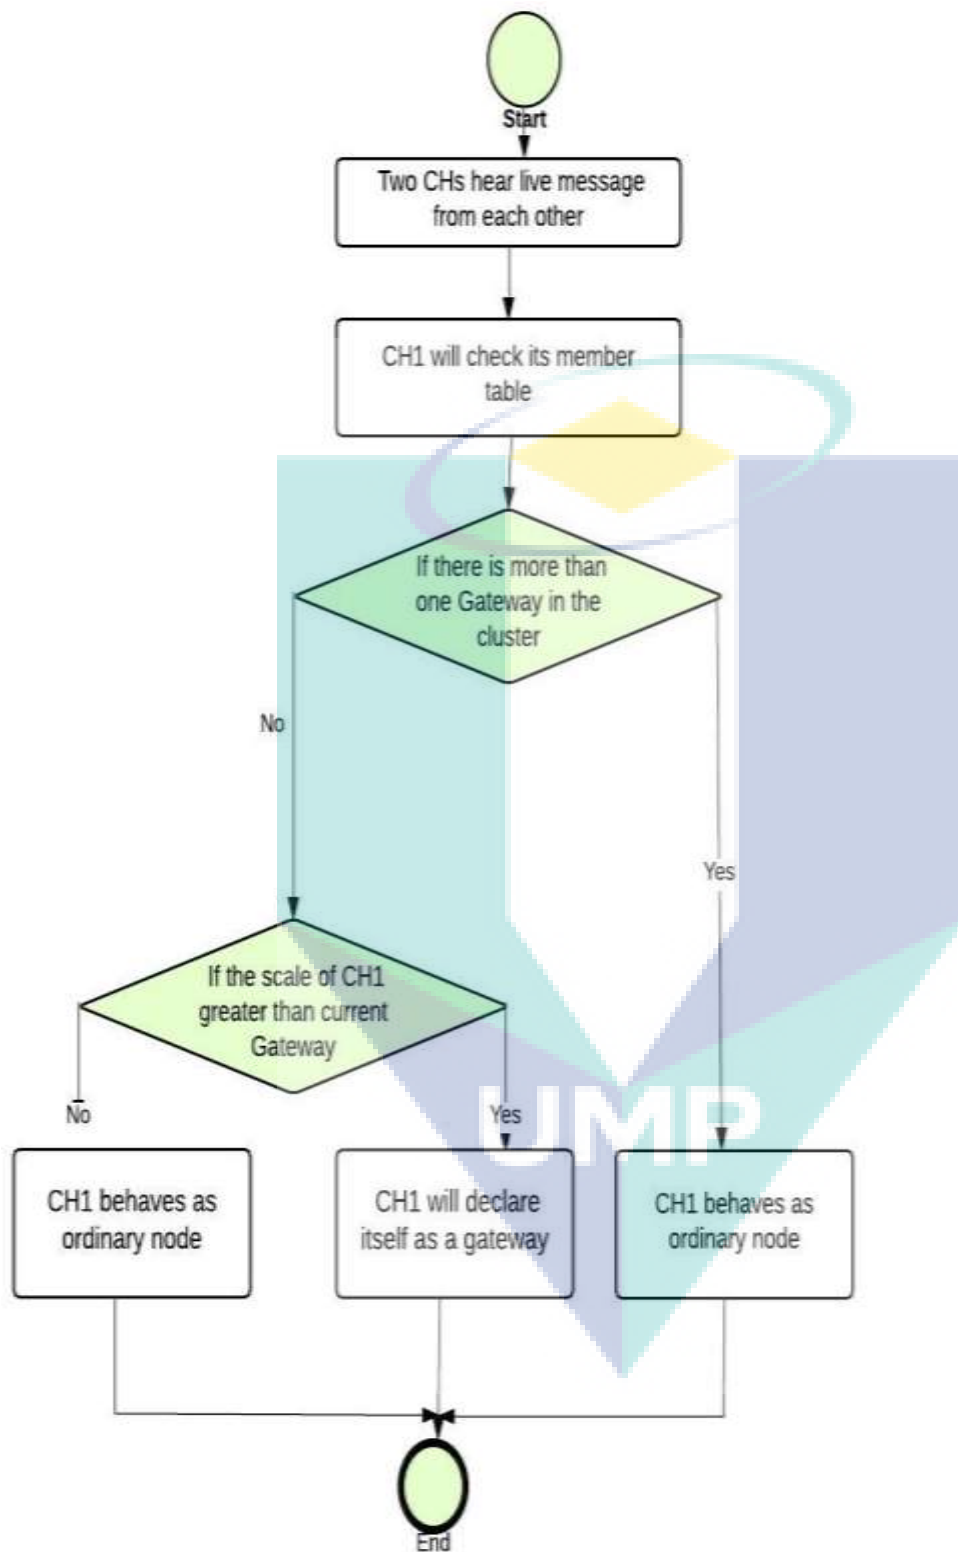 Start
Two CHs hear live message
from each other
CH1 will check its member
table
If there is more than
one Gateway in the
cluster
No
Yes
If the scale of CH1
greater than current
Gateway
No
Yes
UMP
CH1 behaves as
ordinary node
CH1 will declare
itself as a gateway
CH1 behaves as
ordinary node
End